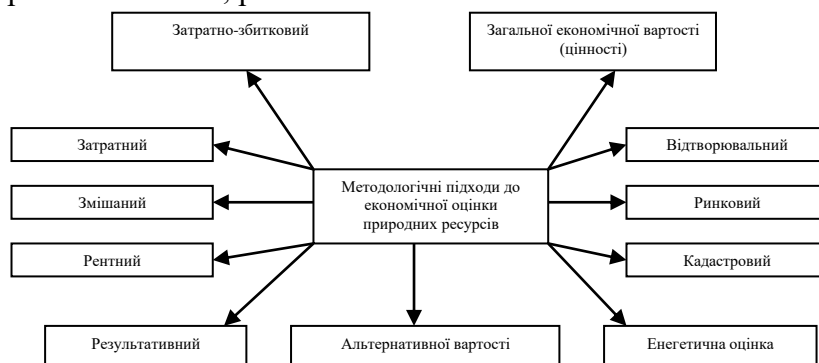 Затратно-збитковий
Загальної економічної вартості
(цінності)
Затратний
Відтворювальний
Методологічні підходи до
економічної оцінки
природних ресурсів
Змішаний
Ринковий
Рентний
Кадастровий
Результативний
Альтернативної вартості
Енегетична оцінка